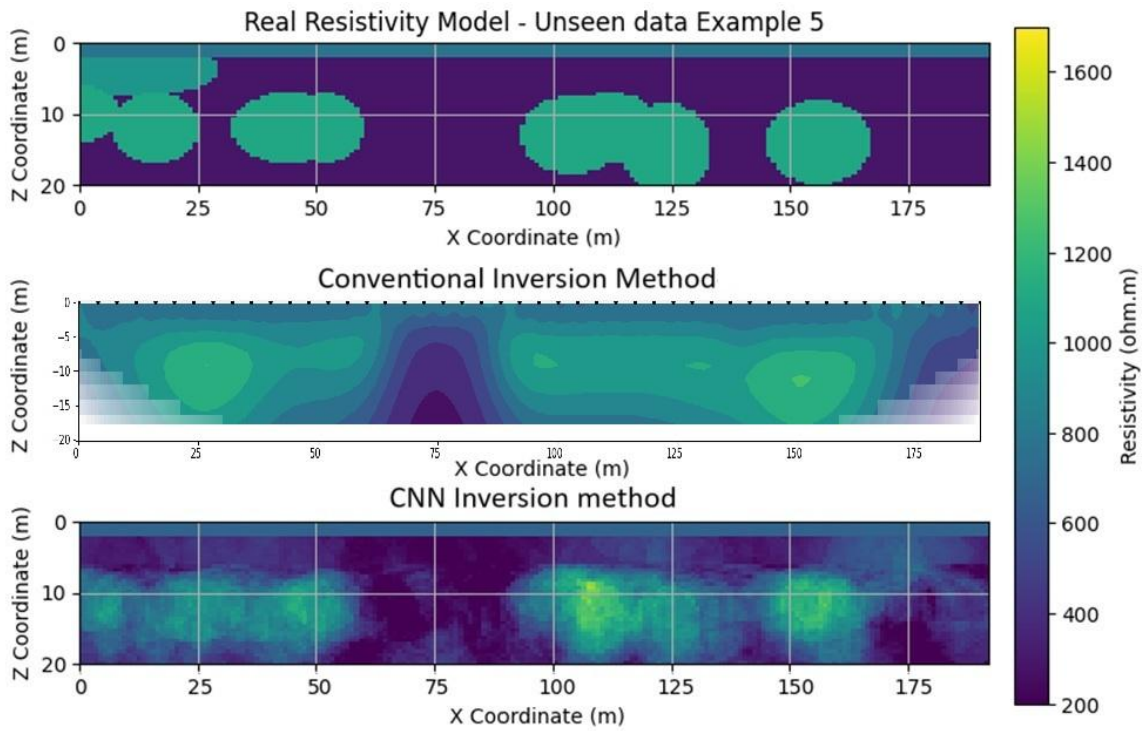 Real Resistivity Model - Unseen data Example 5
Z Coordinate (m)
0
10
20
0 25 50 75 100 125 150 175
X Coordinate (m)
Conventional Inversion Method
Z Coordinate (m)
0
-5
-10
-15
-20
0 25 50 75 100 125 150 175
X Coordinate (m)
CNN Inversion method
Z Coordinate (m)
0
10
20
0 25 50 75 100 125 150 175
X Coordinate (m)
1600
1400
1200
1000
800
600
400
200
Resistivity (ohm.m)